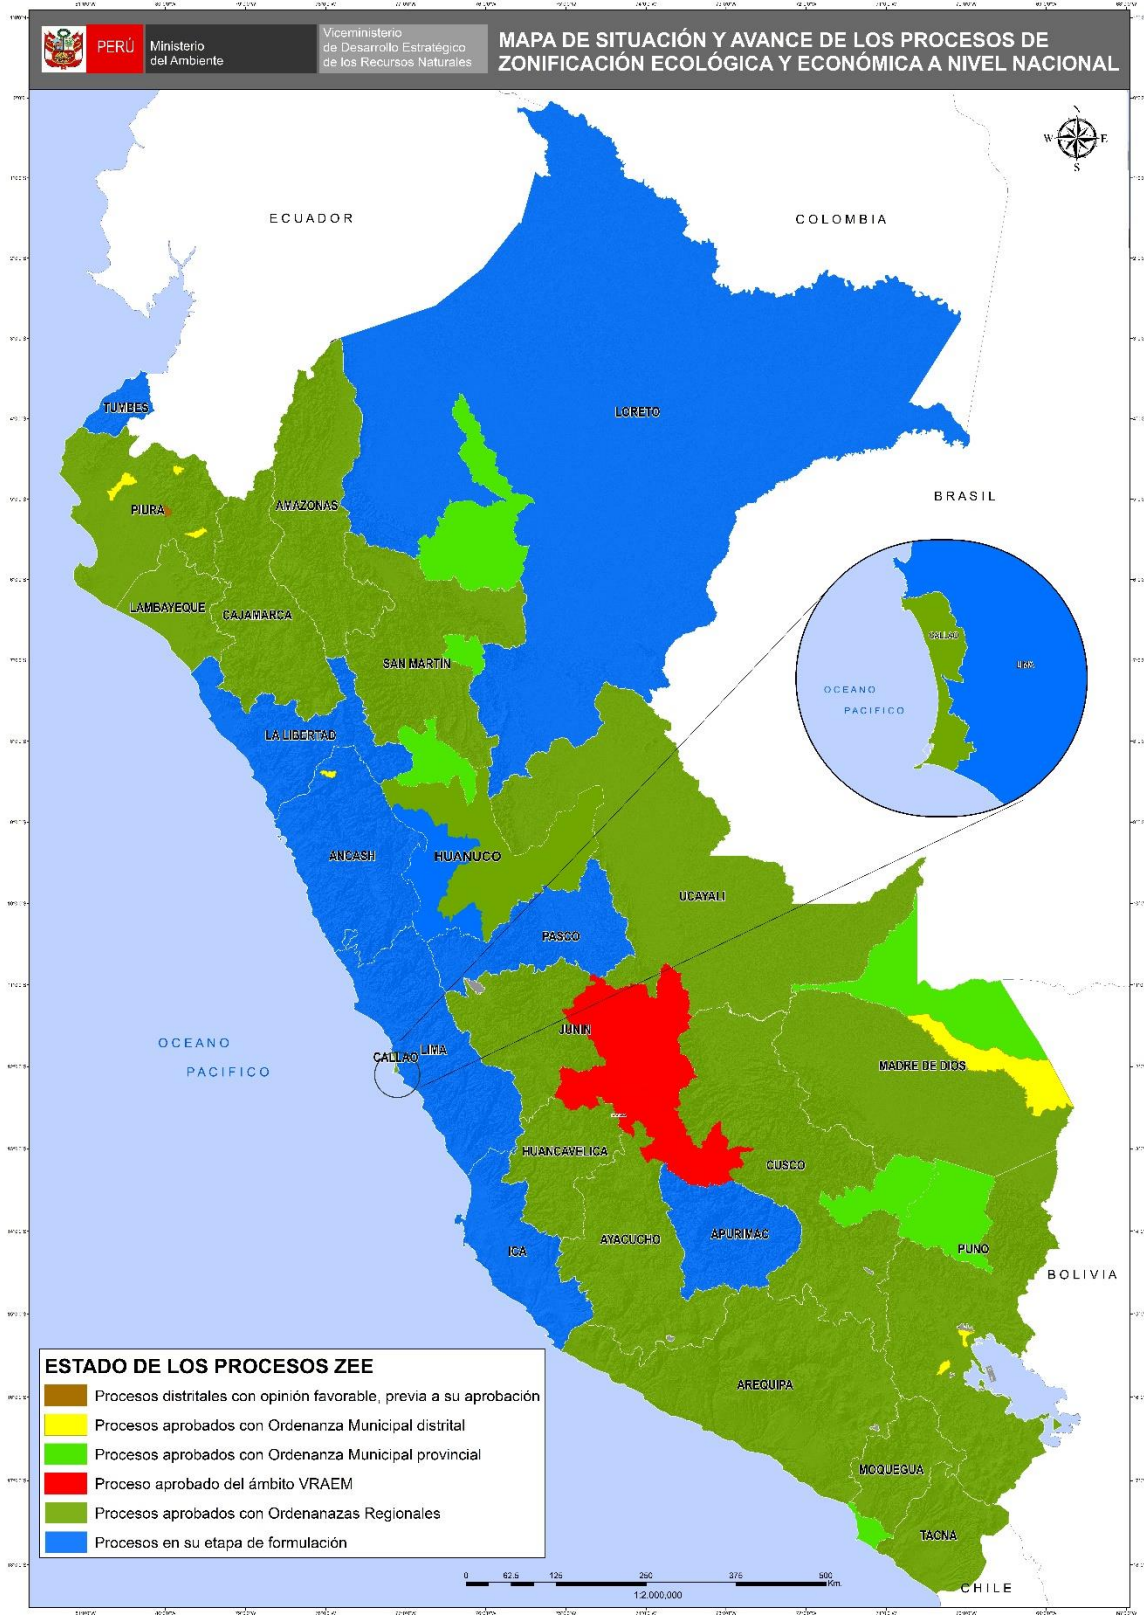 PERÚ
Ministerio
del Ambiente
Viceministerio
de Desarrollo Estratégico
de los Recursos Naturales
MAPA DE SITUACIÓN Y AVANCE DE LOS PROCESOS DE
ZONIFICACIÓN ECOLÓGICA Y ECONÓMICA A NIVEL NACIONAL
W E
S
ECUADOR
COLOMBIA
TUMBES
LORETO
BRASIL
PIURA
AMAZONAS
LAMBAYEQUE
CAJAMARCA
SAN MARTIN
CALLAO
LIMA
OCEANO
PACIFICO
LA LIBERTAD
ANCASH
HUANUCO
UCAYALI
PASCO
JUNIN
OCEANO
PACIFICO
CALLAO
LIMA
MADRE DE DIOS
HUANCAVELICA
CUSCO
ICA
AYACUCHO
APURIMAC
PUNO
BOLIVIA
AREQUIPA
MOQUEGUA
TACNA
CHILE
ESTADO DE LOS PROCESOS ZEE
Procesos distritales con opinión favorable, previa a su aprobación
Procesos aprobados con Ordenanza Municipal distrital
Procesos aprobados con Ordenanza Municipal provincial
Proceso aprobado del ámbito VRAEM
Procesos aprobados con Ordenanazas Regionales
Procesos en su etapa de formulación
0 62.5 125 250 375 500
Km.
1:2.000,000